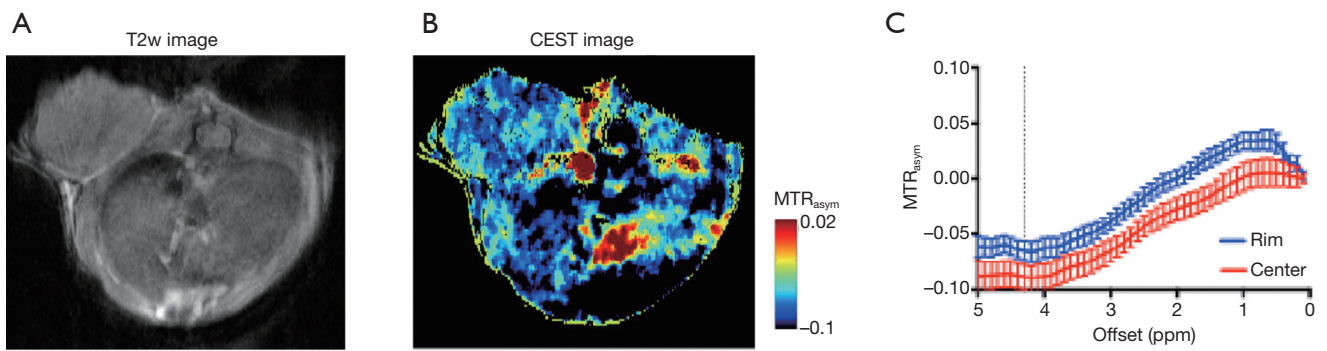 A
T2w image
B
CEST image
MTRasym
0.02
−0.1
C
MTRasym
0.10
0.05
0.00
−0.05
−0.10
5 4 3 2 1 0
Offset (ppm)
Rim
Center